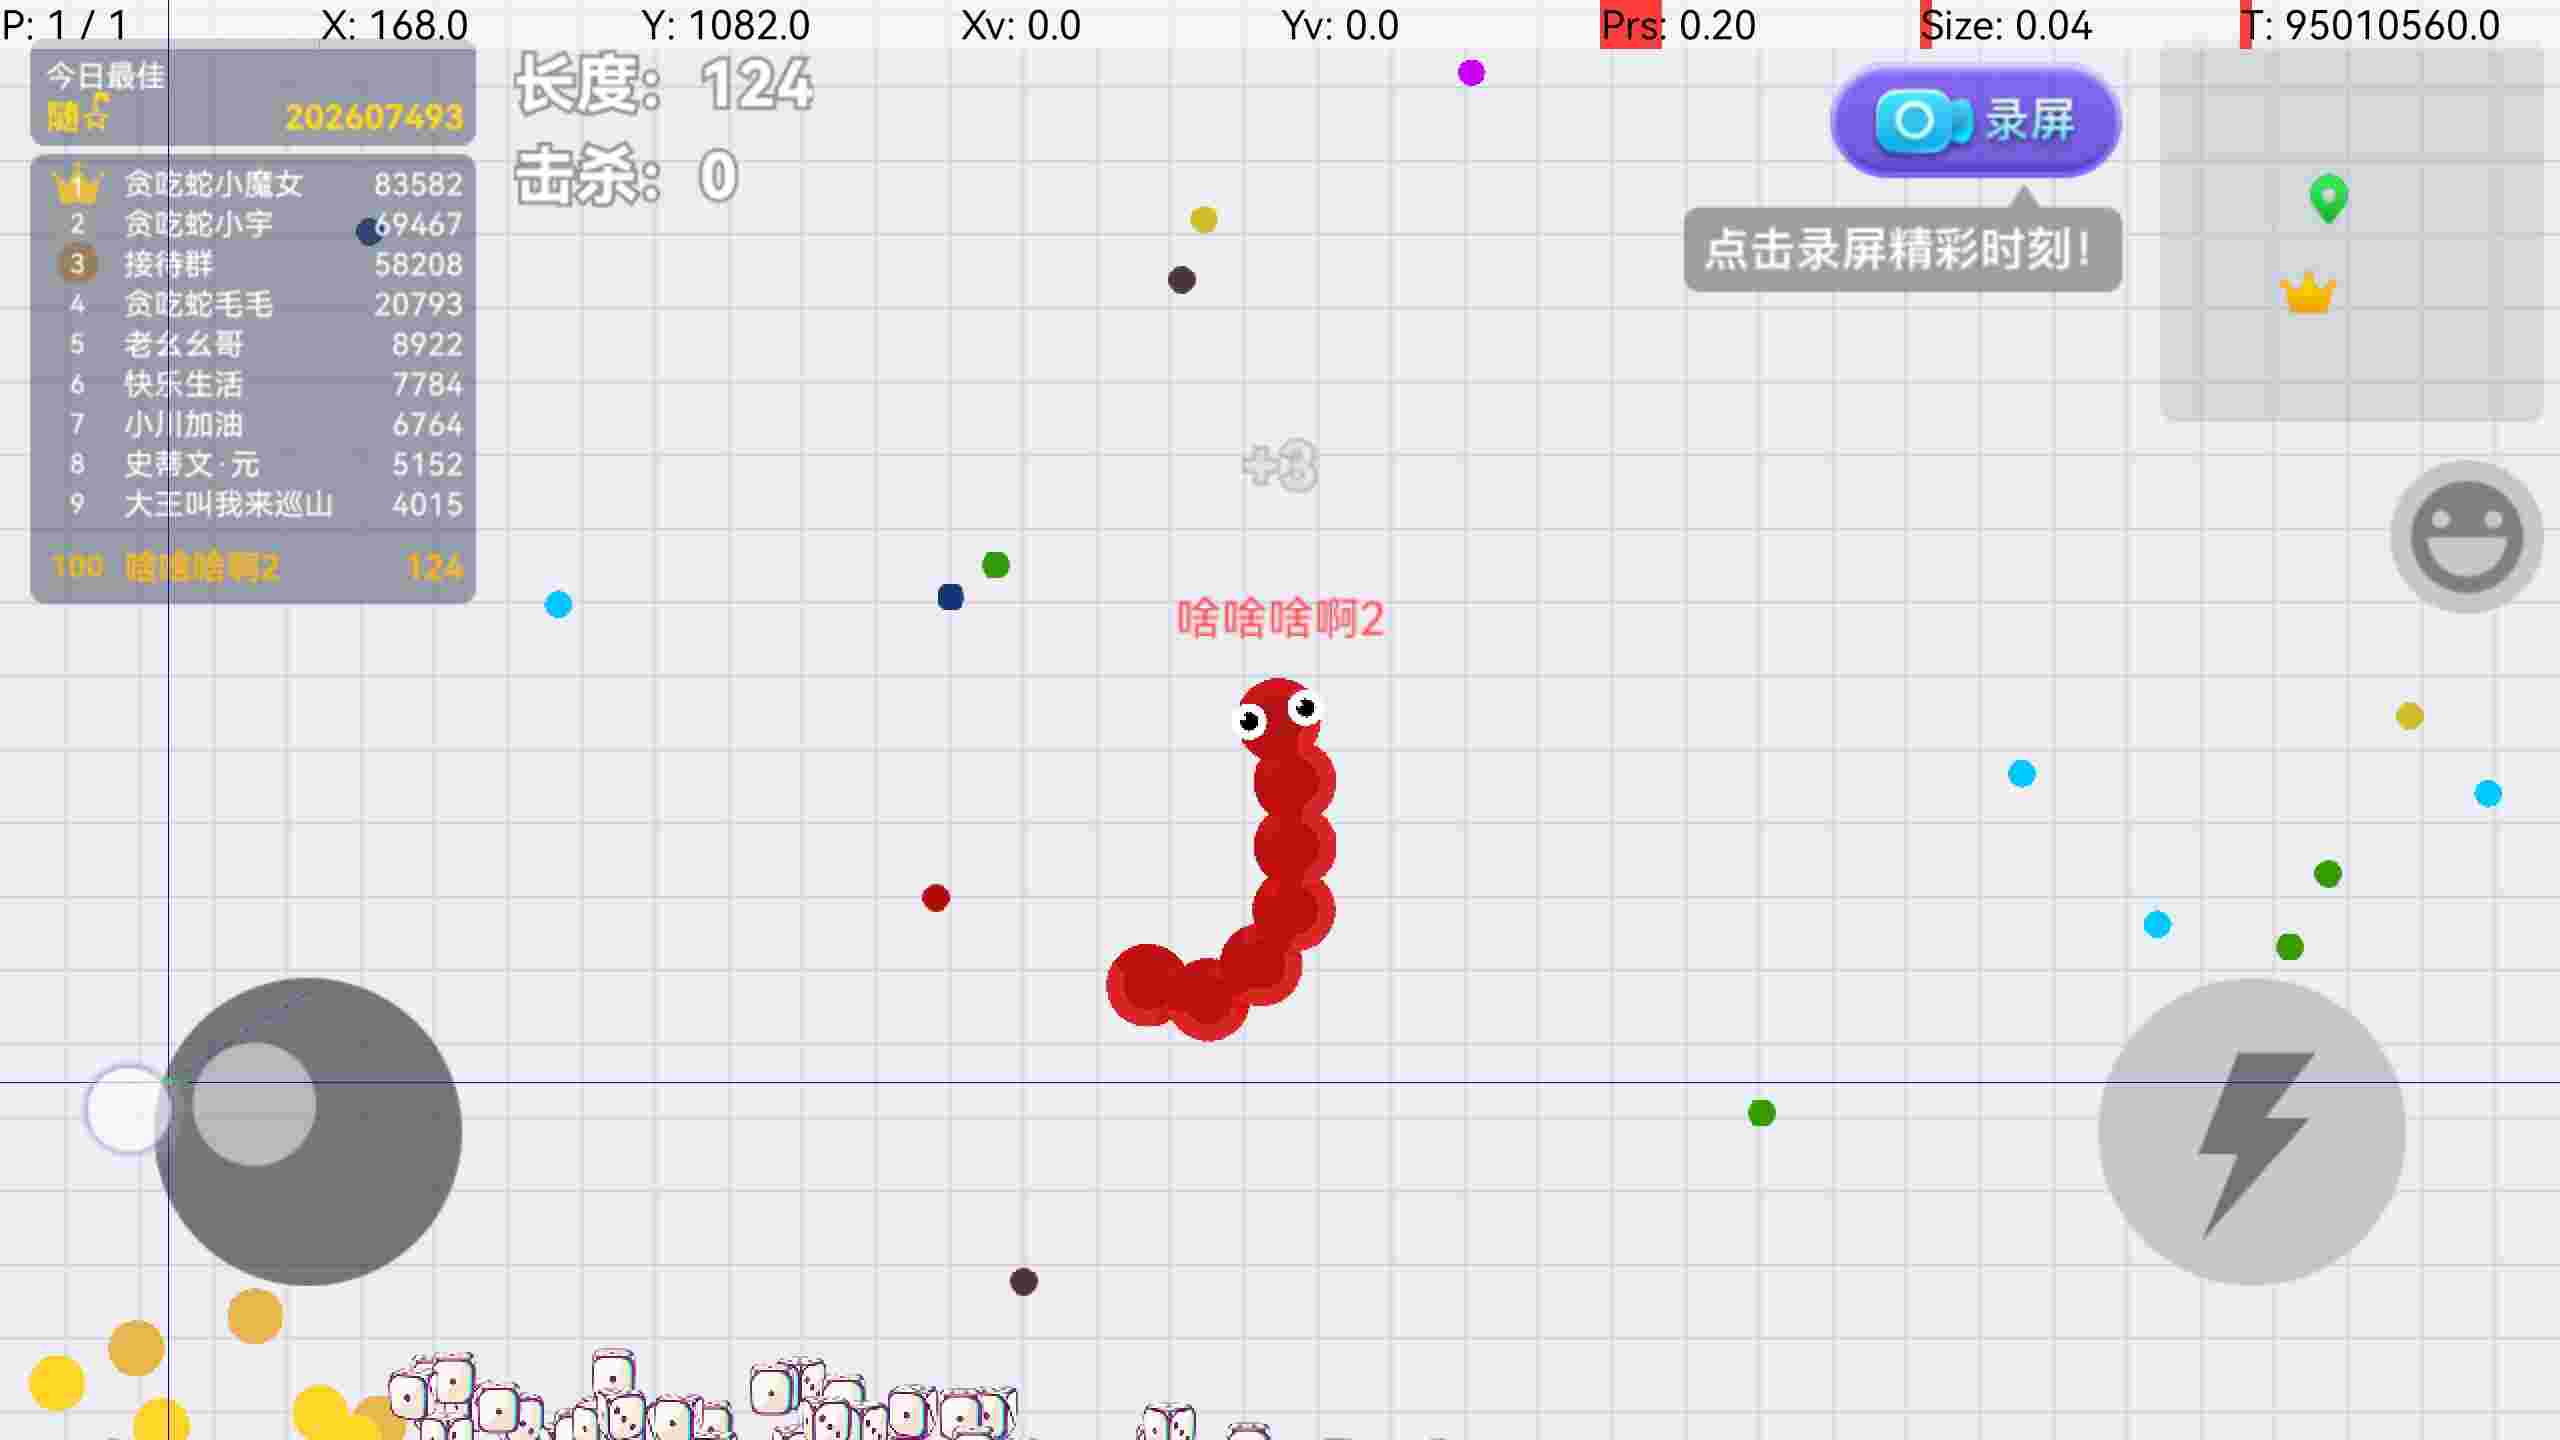 P: 1 / 1 X: 168.0 Y: 1082.0 Xv: 0.0 Yv: 0.0 Prs: 0.20 Size: 0.04 T: 95010560.0
今日最佳
随 202607493
1 贪吃蛇小魔女 83582
2 贪吃蛇小宇 69467
3 接待群 58208
4 贪吃蛇毛毛 20793
5 老幺幺哥 8922
6 快乐生活 7784
7 小川加油 6764
8 史蒂文·元 5152
9 大王叫我来巡山 4015
100 啥啥啥啊2 124
长度：124
击杀：0
录屏
点击录屏精彩时刻！
+3
啥啥啥啊2